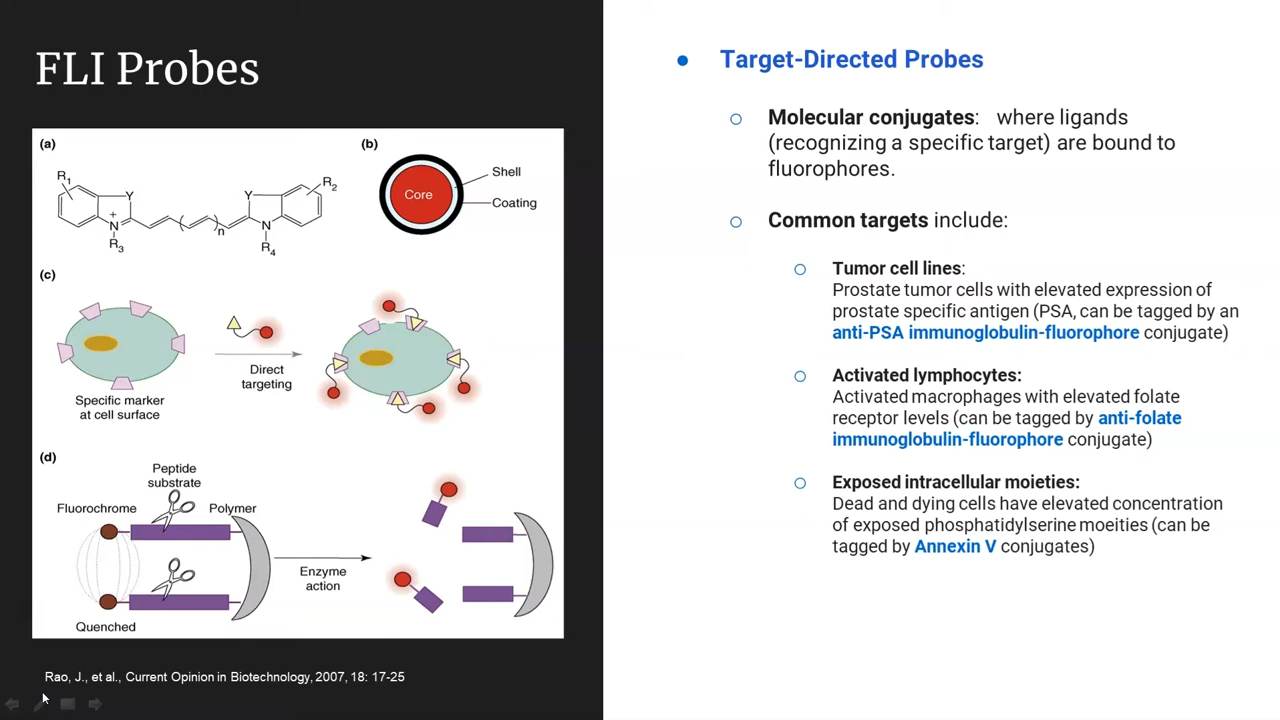 FLI Probes
(a)
R1
Y
+
N
R3
n
Y
N
R4
R2
(b)
Core
Shell
Coating
(c)
Specific marker
at cell surface
Direct
targeting
(d)
Peptide
substrate
Fluorochrome
Polymer
Quenched
Enzyme
action
Rao, J., et al., Current Opinion in Biotechnology, 2007, 18: 17-25
Target-Directed Probes
Molecular conjugates: where ligands
(recognizing a specific target) are bound to
fluorophores.
Common targets include:
Tumor cell lines:
Prostate tumor cells with elevated expression of
prostate specific antigen (PSA, can be tagged by an
anti-PSA immunoglobulin-fluorophore conjugate)
Activated lymphocytes:
Activated macrophages with elevated folate
receptor levels (can be tagged by anti-folate
immunoglobulin-fluorophore conjugate)
Exposed intracellular moieties:
Dead and dying cells have elevated concentration
of exposed phosphatidylserine moeities (can be
tagged by Annexin V conjugates)